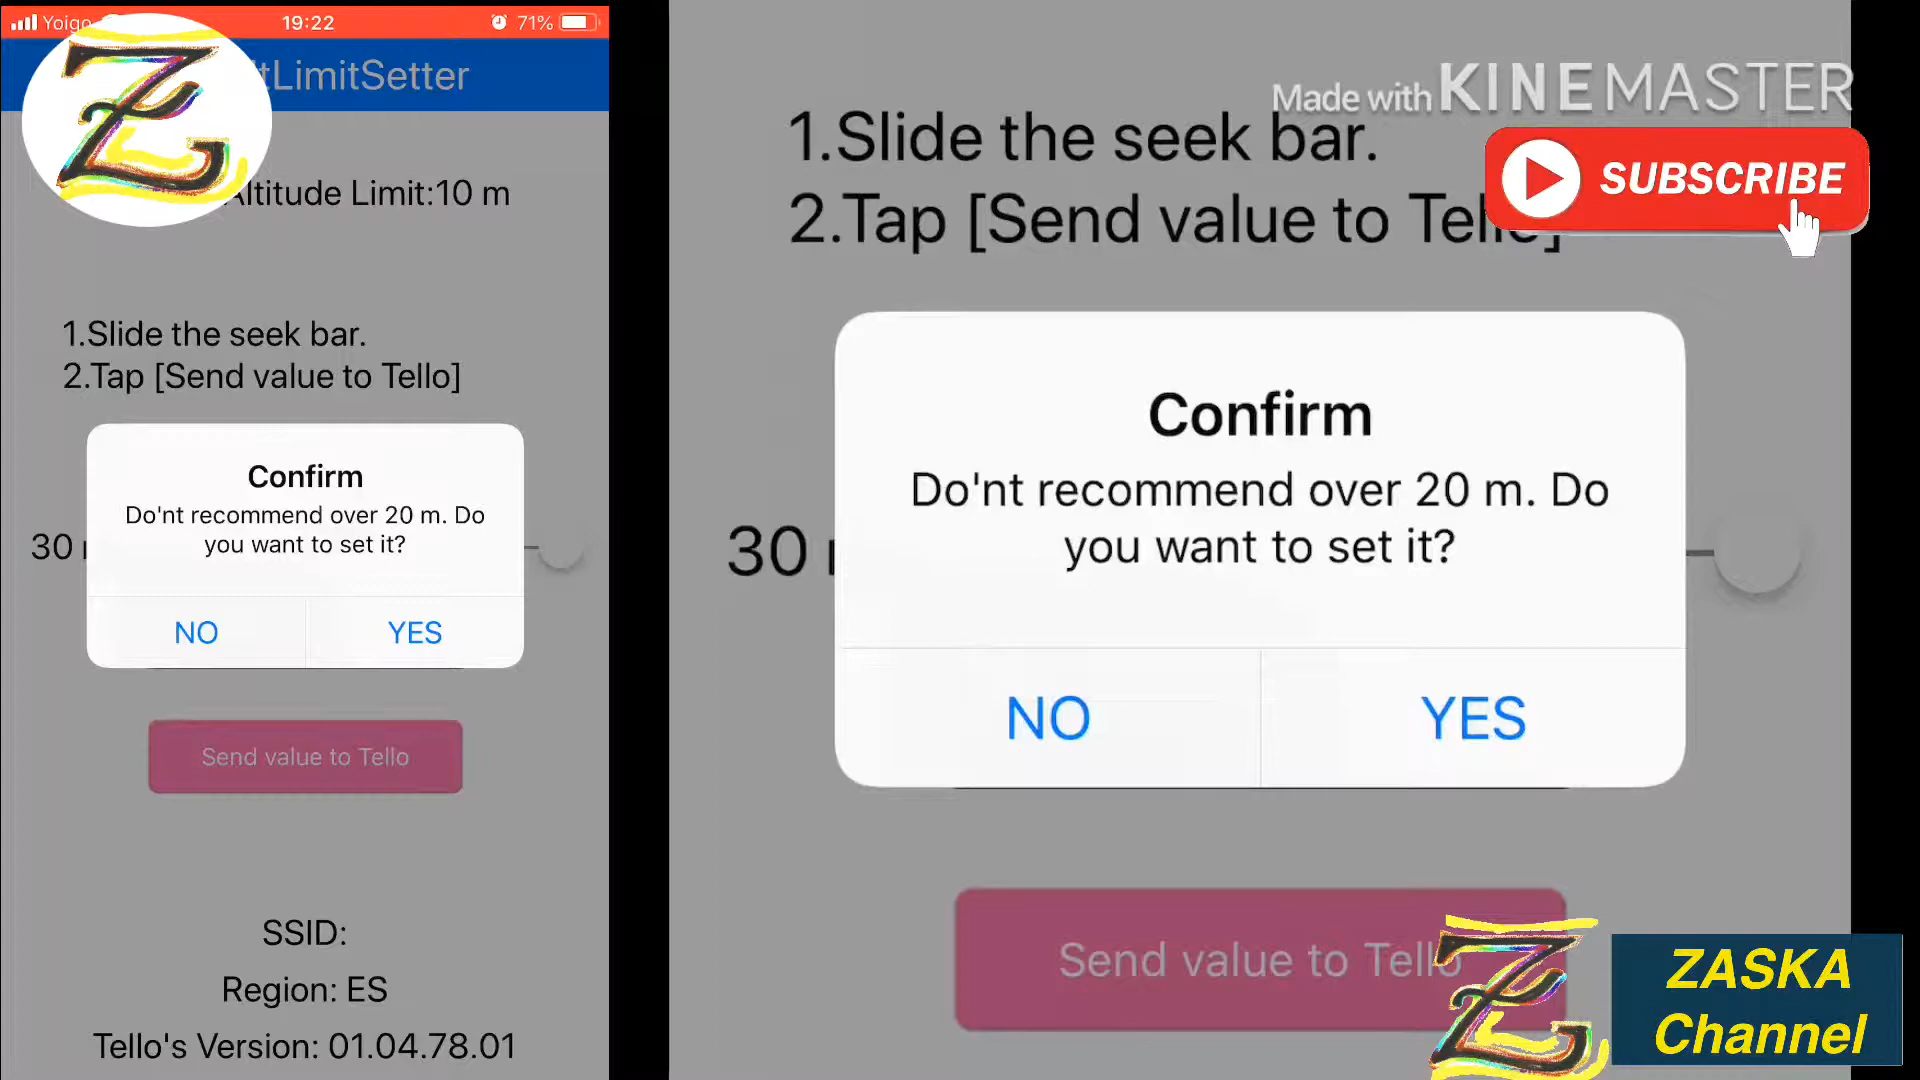 Yoigo
19:22
71%
tLimitSetter
Altitude Limit:10 m
1.Slide the seek bar.
2.Tap [Send value to Tello]
Confirm
Do'nt recommend over 20 m. Do
you want to set it?
30
NO
YES
Send value to Tello
SSID:
Region: ES
Tello's Version: 01.04.78.01
Made with KINEMASTER
1.Slide the seek bar.
2.Tap [Send value to Tello]
SUBSCRIBE
Confirm
Do'nt recommend over 20 m. Do
you want to set it?
30
NO
YES
Send value to Tello
ZASKA
Channel